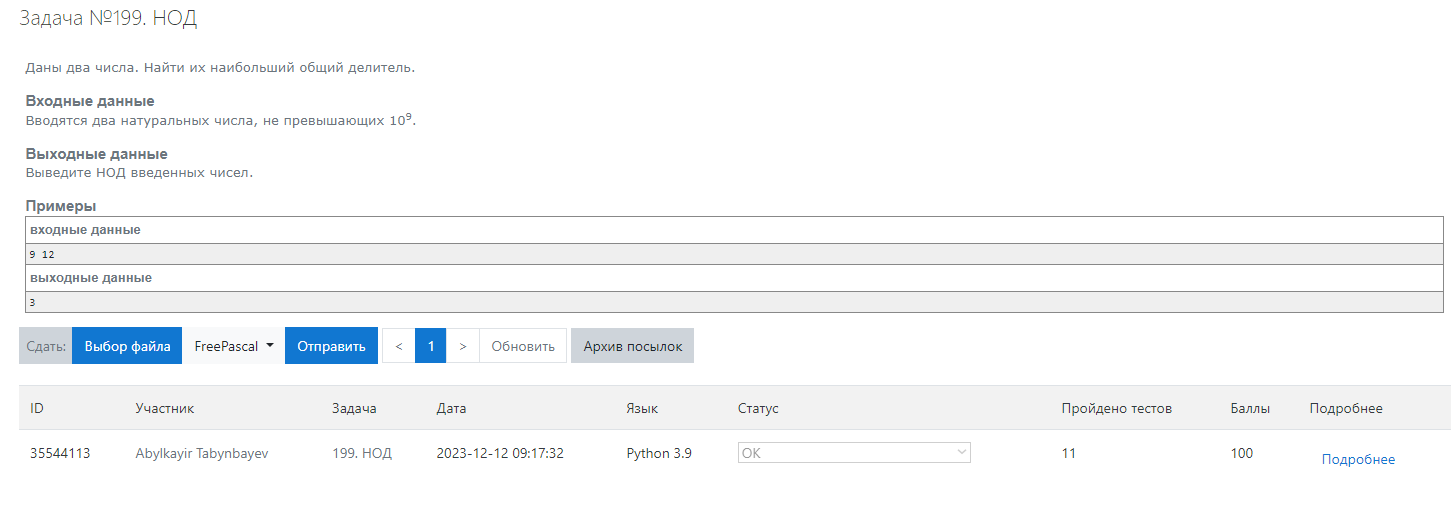 Задача №199. НОД
Даны два числа. Найти их наибольший общий делитель.
Входные данные
Вводятся два натуральных числа, не превышающих 10⁹.
Выходные данные
Выведите НОД введенных чисел.
Примеры
входные данные
9 12
выходные данные
3
Сдать: Выбор файла FreePascal Отправить < 1 > Обновить Архив посылок
ID Участник Задача Дата Язык Статус Пройдено тестов Баллы Подробнее
35544113 Abylkayir Tabynbayev 199. НОД 2023-12-12 09:17:32 Python 3.9 OK 11 100 Подробнее